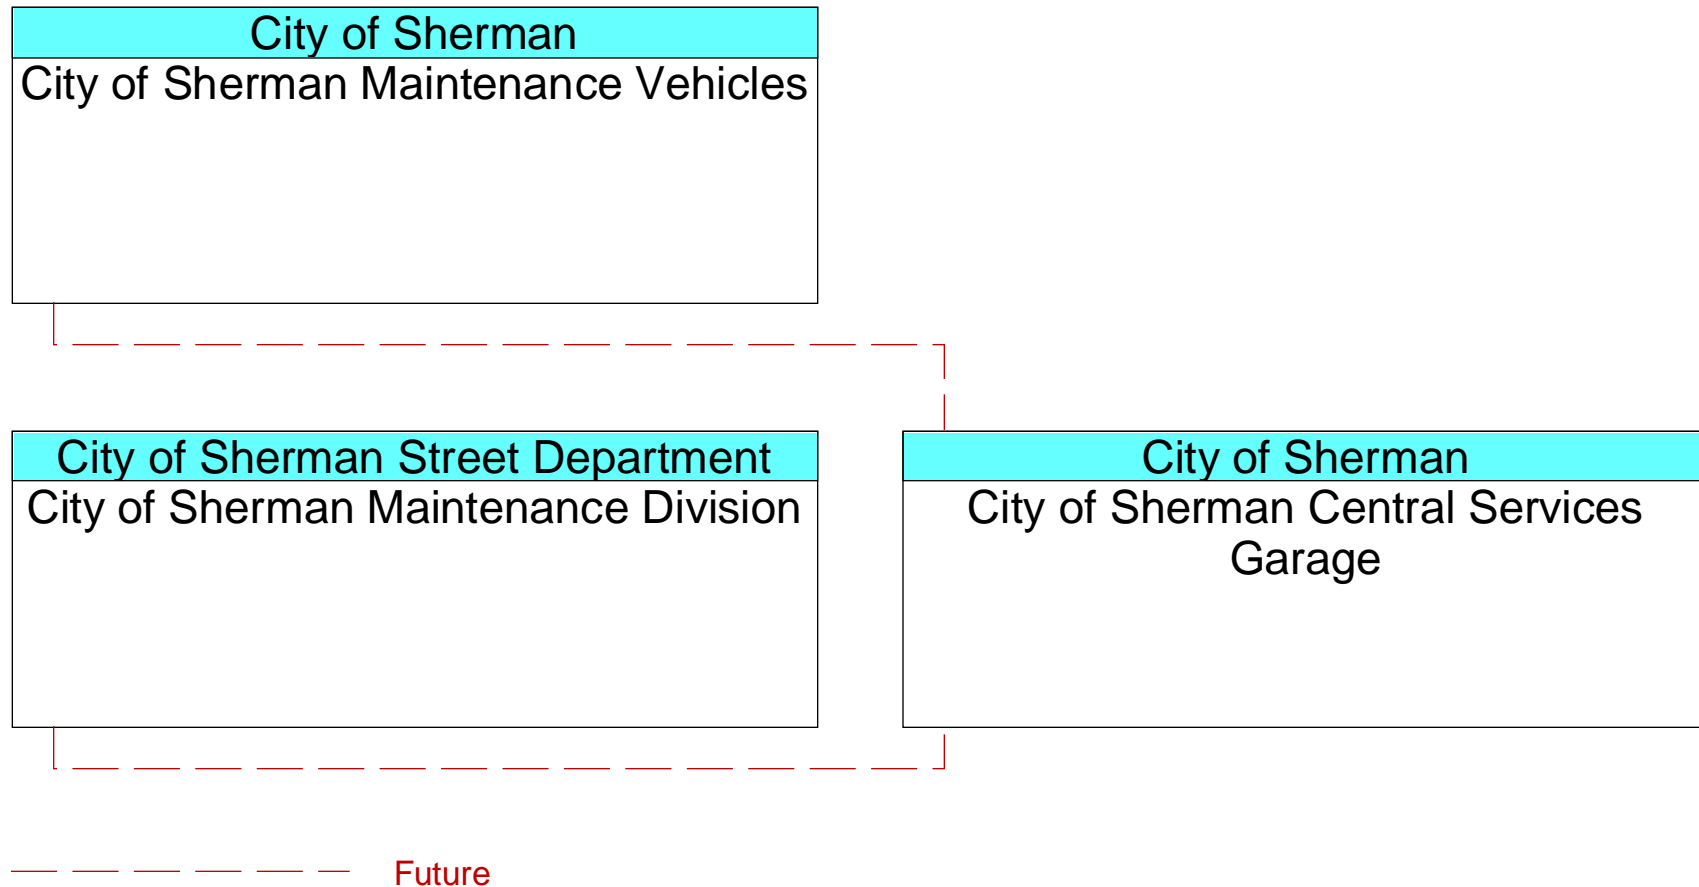 City of Sherman
City of Sherman Maintenance Vehicles
City of Sherman Street Department
City of Sherman Maintenance Division
City of Sherman
City of Sherman Central Services
Garage
Future